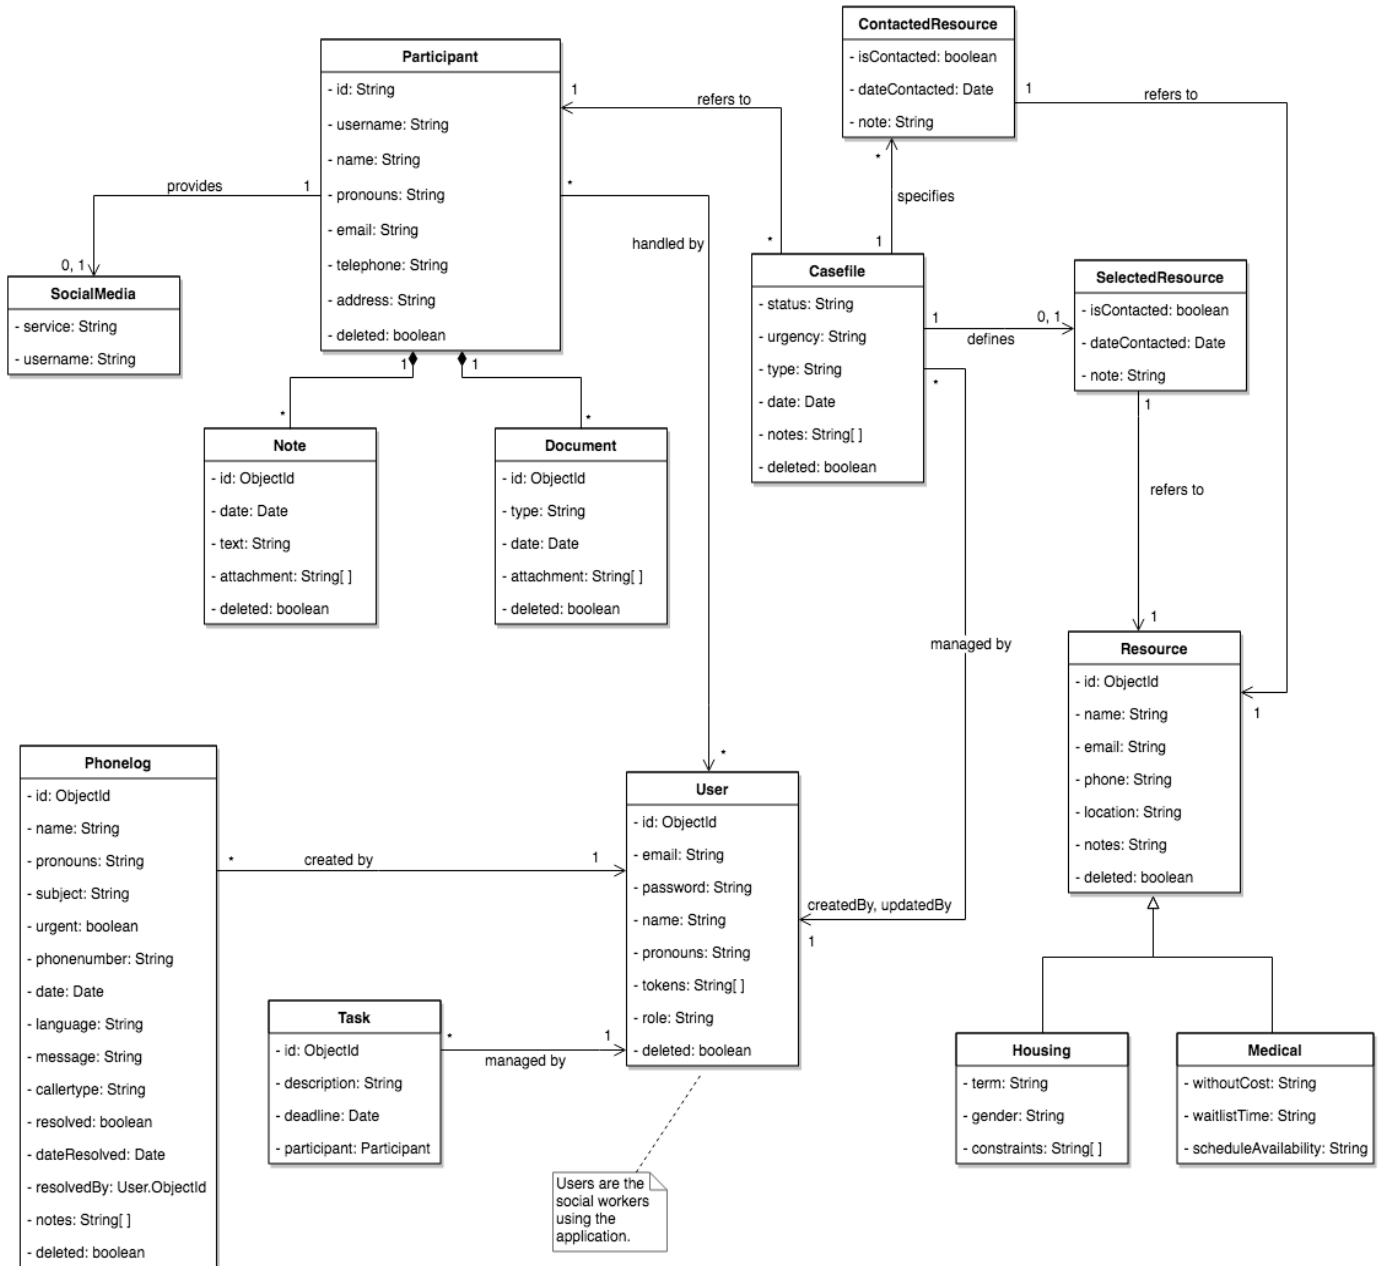 ContactedResource
- isContacted: boolean
- dateContacted: Date
- note: String
Participant
- id: String
- username: String
- name: String
- pronouns: String
- email: String
- telephone: String
- address: String
- deleted: boolean
1
refers to
*
1
refers to
1
*
specifies
1
provides
1
0, 1
*
handled by
*
SocialMedia
- service: String
- username: String
Casefile
- status: String
- urgency: String
- type: String
- date: Date
- notes: String[ ]
- deleted: boolean
1
defines
0, 1
SelectedResource
- isContacted: boolean
- dateContacted: Date
- note: String
1
refers to
1
1
*
1
*
Note
- id: ObjectId
- date: Date
- text: String
- attachment: String[ ]
- deleted: boolean
Document
- id: ObjectId
- type: String
- date: Date
- attachment: String[ ]
- deleted: boolean
*
managed by
createdBy, updatedBy
1
Resource
- id: ObjectId
- name: String
- email: String
- phone: String
- location: String
- notes: String
- deleted: boolean
Phonelog
- id: ObjectId
- name: String
- pronouns: String
- subject: String
- urgent: boolean
- phonenumber: String
- date: Date
- language: String
- message: String
- callertype: String
- resolved: boolean
- dateResolved: Date
- resolvedBy: User.ObjectId
- notes: String[ ]
- deleted: boolean
*
created by
1
User
- id: ObjectId
- email: String
- password: String
- name: String
- pronouns: String
- tokens: String[ ]
- role: String
- deleted: boolean
Task
- id: ObjectId
- description: String
- deadline: Date
- participant: Participant
*
managed by
1
Housing
- term: String
- gender: String
- constraints: String[ ]
Medical
- withoutCost: String
- waitlistTime: String
- scheduleAvailability: String
Users are the
social workers
using the
application.